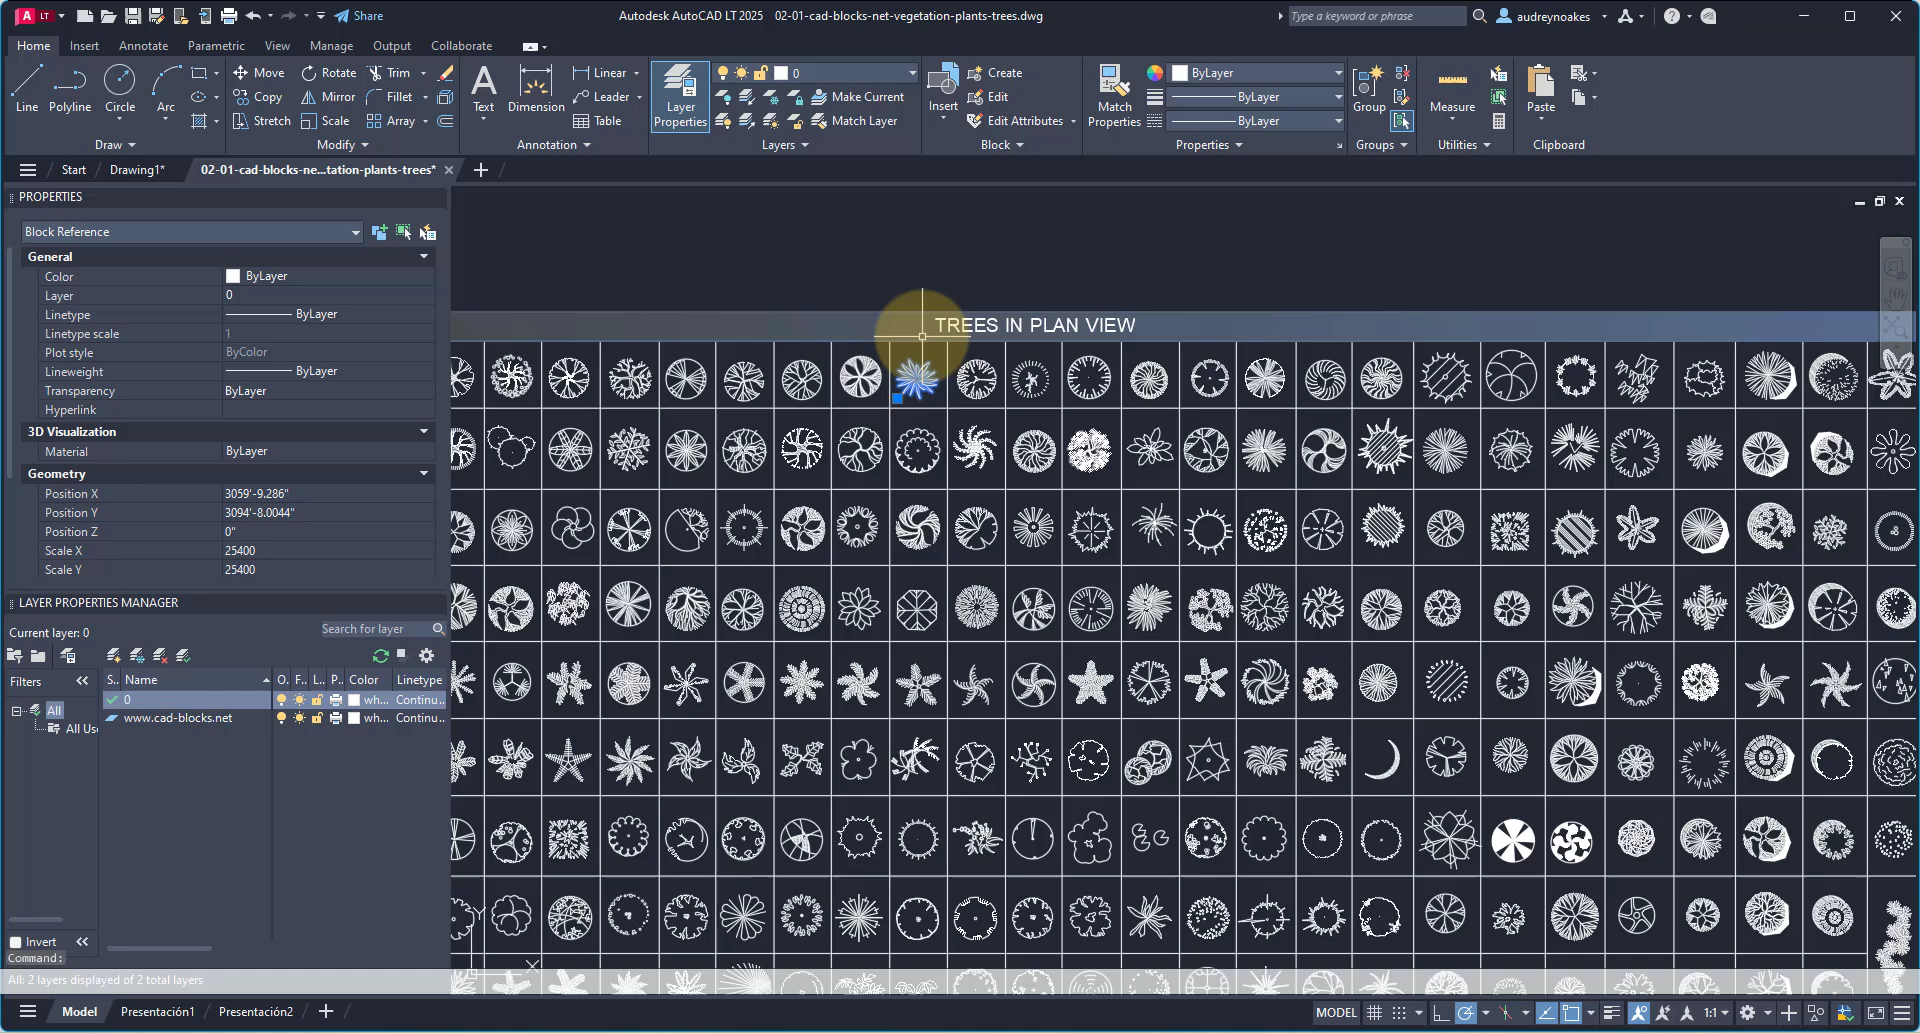 A LT Share Autodesk AutoCAD LT 2025 02-01-cad-blocks-net-vegetation-plants-trees.dwg Type a keyword or phrase audreynoakes
Home Insert Annotate Parametric View Manage Output Collaborate
Line Polyline Circle Arc
Move Rotate Trim
Copy Mirror Fillet
Stretch Scale Array
Text Dimension
Linear
Leader
Table
Layer Properties
0
Make Current
Match Layer
Insert
Create
Edit
Edit Attributes
Match Properties
ByLayer
ByLayer
ByLayer
Group
Measure
Paste
Draw Modify Annotation Layers Block Properties Groups Utilities Clipboard
Start Drawing1* 02-01-cad-blocks-ne...tation-plants-trees*
PROPERTIES
Block Reference
General
Color ByLayer
Layer 0
Linetype ByLayer
Linetype scale 1
Plot style ByColor
Lineweight ByLayer
Transparency ByLayer
Hyperlink
3D Visualization
Material ByLayer
Geometry
Position X 3059'-9.286"
Position Y 3094'-8.0044"
Position Z 0"
Scale X 25400
Scale Y 25400
TREES IN PLAN VIEW
LAYER PROPERTIES MANAGER
Current layer: 0 Search for layer
Filters S.. Name O. F.. L.. P.. Color Linetype
All 0 wh... Continu...
All Us www.cad-blocks.net wh... Continu...
Invert
Command:
Y
X
All: 2 layers displayed of 2 total layers
Model Presentación1 Presentación2 MODEL 1:1